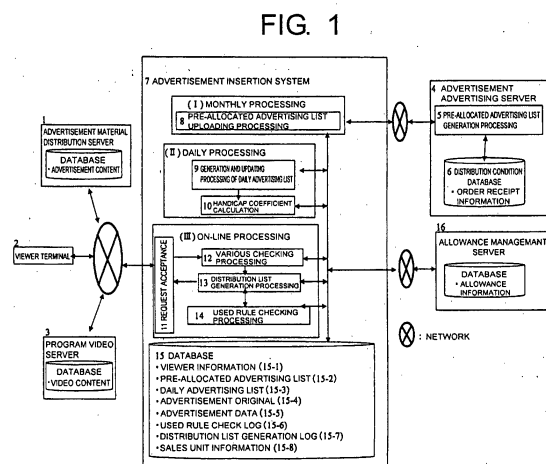 FIG. 1
7 ADVERTISEMENT INSERTION SYSTEM
( I ) MONTHLY PROCESSING
8 PRE-ALLOCATED ADVERTISING LIST
UPLOADING PROCESSING
(II) DAILY PROCESSING
9 GENERATION AND UPDATING
PROCESSING OF DAILY ADVERTISING LIST
10 HANDICAP COEFFICIENT
CALCULATION
(III) ON-LINE PROCESSING
11 REQUEST ACCEPTANCE
12 VARIOUS CHECKING
PROCESSING
13 DISTRIBUTION LIST
GENERATION PROCESSING
14 USED RULE CHECKING
PROCESSING
15 DATABASE
・VIEWER INFORMATION (15-1)
・PRE-ALLOCATED ADVERTISING LIST (15-2)
・DAILY ADVERTISING LIST (15-3)
・ADVERTISEMENT ORIGINAL (15-4)
・ADVERTISEMENT DATA (15-5)
・USED RULE CHECK LOG (15-6)
・DISTRIBUTION LIST GENERATION LOG (15-7)
・SALES UNIT INFORMATION (15-8)
1
ADVERTISEMENT MATERIAL
DISTRIBUTION SERVER
DATABASE
・ADVERTISEMENT CONTENT
2
VIEWER TERMINAL
3
PROGRAM VIDEO
SERVER
DATABASE
・VIDEO CONTENT
4 ADVERTISEMENT
ADVERTISING SERVER
5 PRE-ALLOCATED ADVERTISING LIST
GENERATION PROCESSING
6 DISTRIBUTION CONDITION
DATABASE
・ORDER RECEIPT
INFORMATION
16
ALLOWANCE MANAGEMENT
SERVER
DATABASE
・ALLOWANCE
INFORMATION
: NETWORK